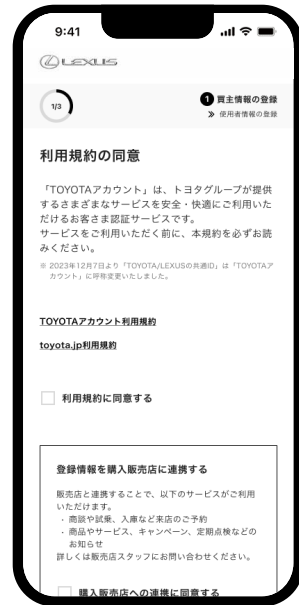 9:41
LEXUS
1/3
1 買主情報の登録
使用者情報の登録
利用規約の同意
「TOYOTAアカウント」は、トヨタグループが提供
するさまざまなサービスを安全・快適にご利用いた
だけるお客さま認証サービスです。
サービスをご利用いただく前に、本規約を必ずお読
みください。
※ 2023年12月7日より「TOYOTA/LEXUSの共通ID」は「TOYOTAア
カウント」に呼称変更いたしました。
TOYOTAアカウント利用規約
toyota.jp利用規約
利用規約に同意する
登録情報を購入販売店に連携する
販売店と連携することで、以下のサービスがご利用
いただけます。
・商談や試乗、入庫など来店のご予約
・商品やサービス、キャンペーン、定期点検などの
お知らせ
詳しくは販売店スタッフにお問い合わせください。
購入販売店への連携に同意する